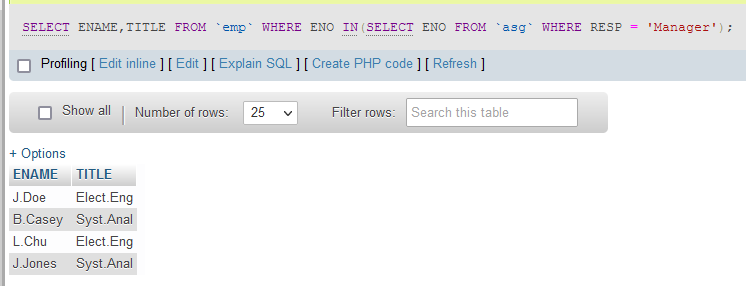 SELECT ENAME,TITLE FROM `emp` WHERE ENO IN(SELECT ENO FROM `asg` WHERE RESP = 'Manager');
Profiling [ Edit inline ] [ Edit ] [ Explain SQL ] [ Create PHP code ] [ Refresh ]
Show all Number of rows: 25 Filter rows: Search this table
+ Options
ENAME TITLE
J.Doe Elect.Eng
B.Casey Syst.Anal
L.Chu Elect.Eng
J.Jones Syst.Anal